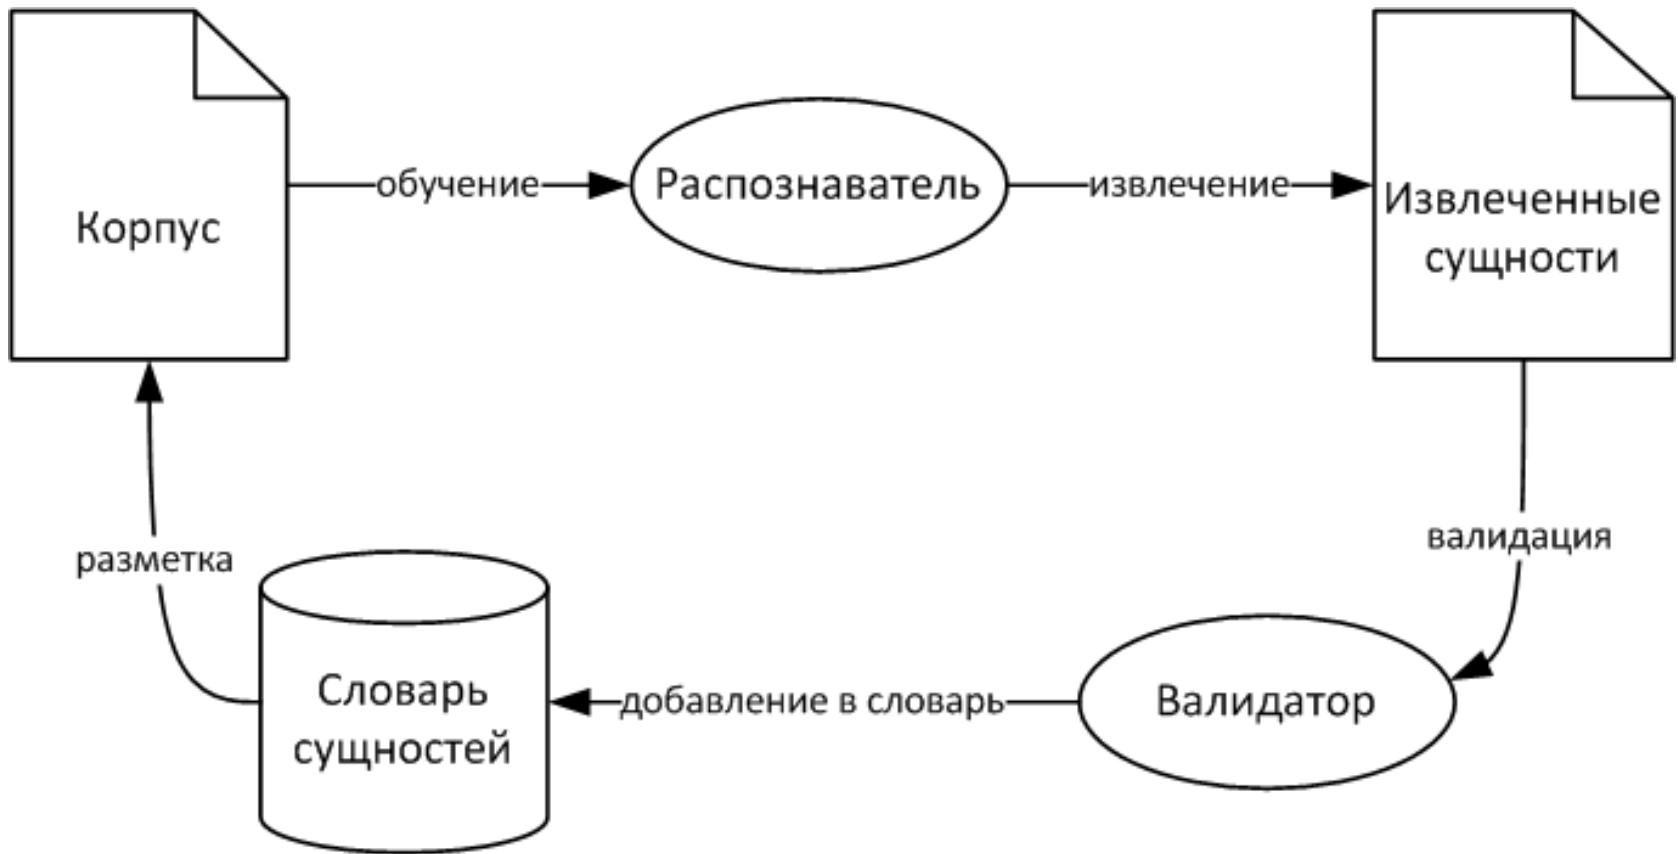 Корпус
обучение
Распознаватель
извлечение
Извлеченные
сущности
валидация
Валидатор
добавление в словарь
Словарь
сущностей
разметка